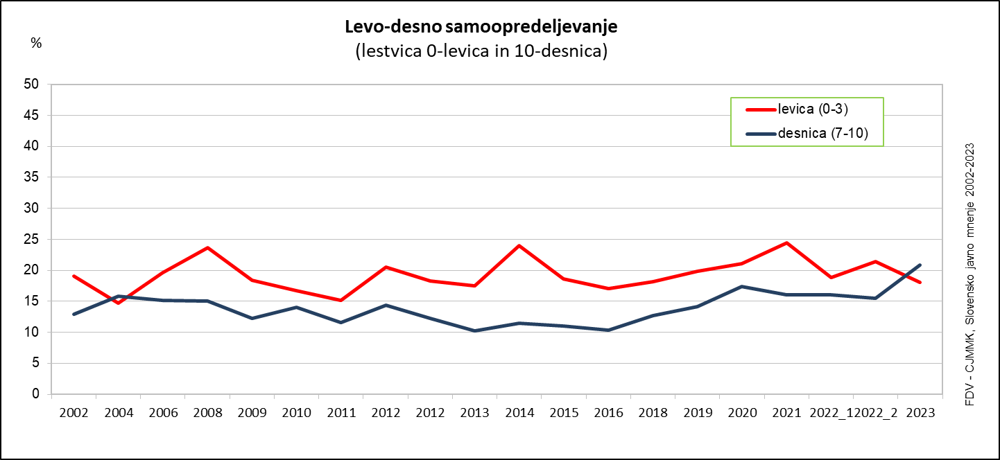 Levo-desno samoopredeljevanje
(lestvica 0-levica in 10-desnica)
%
50
45
40
35
30
25
20
15
10
5
0
levica (0-3)
desnica (7-10)
2002 2004 2006 2008 2009 2010 2011 2012 2012 2013 2014 2015 2016 2018 2019 2020 2021 2022_1 2022_2 2023
FDV - CJMMK, Slovensko javno mnenje 2002-2023